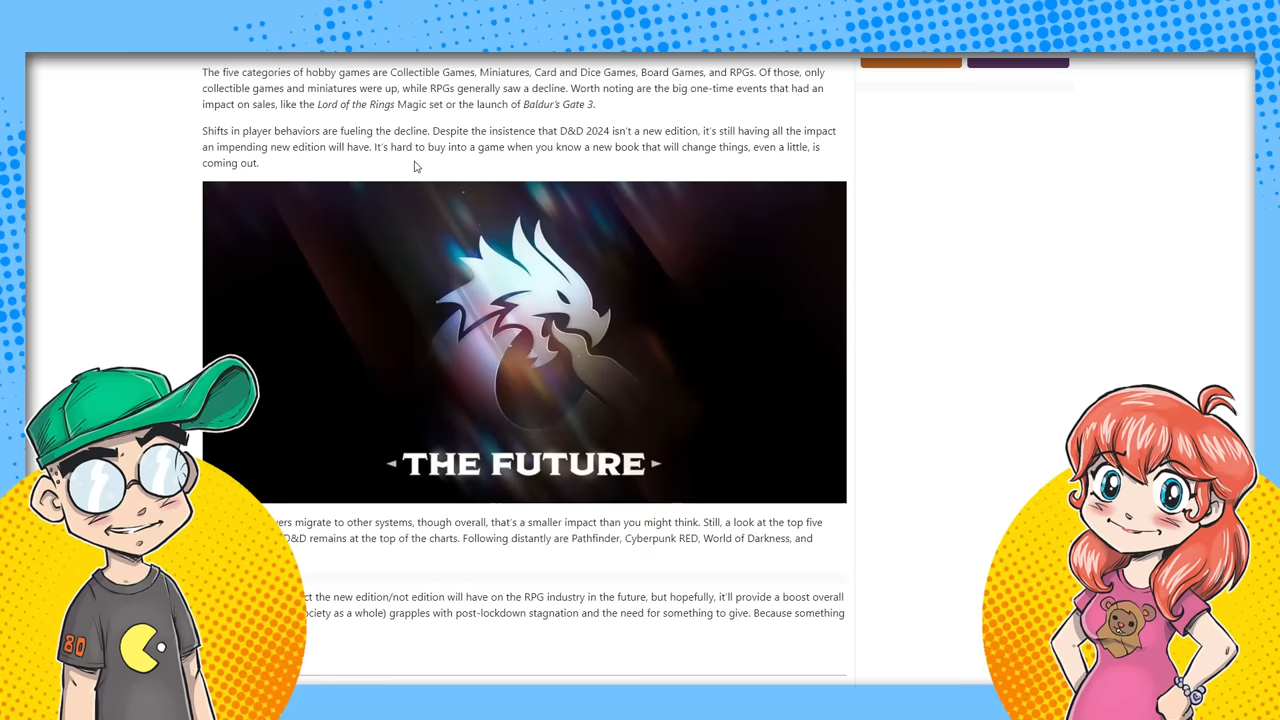 The five categories of hobby games are Collectible Games, Miniatures, Card and Dice Games, Board Games, and RPGs. Of those, only
collectible games and miniatures were up, while RPGs generally saw a decline. Worth noting are the big one-time events that had an
impact on sales, like the Lord of the Rings Magic set or the launch of Baldur's Gate 3.
Shifts in player behaviors are fueling the decline. Despite the insistence that D&D 2024 isn't a new edition, it's still having all the impact
an impending new edition will have. It's hard to buy into a game when you know a new book that will change things, even a little, is
coming out.
THE FUTURE
migrate to other systems, though overall, that's a smaller impact than you might think. Still, a look at the top five
D&D remains at the top of the charts. Following distantly are Pathfinder, Cyberpunk RED, World of Darkness, and
the new edition/not edition will have on the RPG industry in the future, but hopefully, it'll provide a boost overall
as a whole) grapples with post-lockdown stagnation and the need for something to give. Because something
80